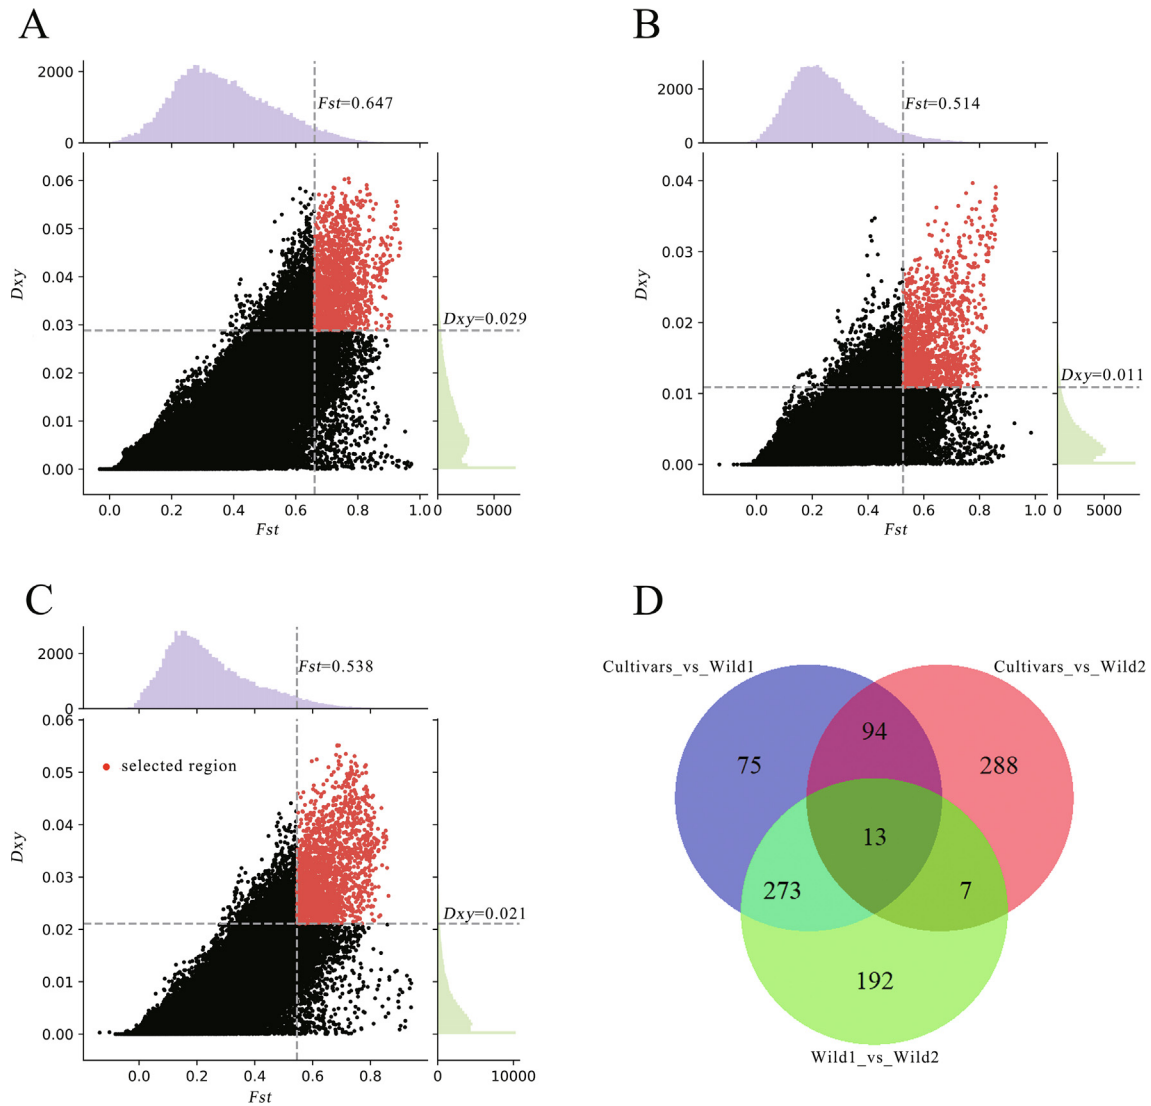 A
2000
0
Fst=0.647
0.06
0.05
0.04
0.03
0.02
0.01
0.00
Dxy
Dxy=0.029
0.0 0.2 0.4 0.6 0.8 1.0
Fst
0 5000
B
2000
0
Fst=0.514
0.04
0.03
0.02
0.01
0.00
Dxy
Dxy=0.011
0.0 0.2 0.4 0.6 0.8 1.0
Fst
0 5000
C
2000
0
Fst=0.538
0.06
0.05
0.04
0.03
0.02
0.01
0.00
Dxy
selected region
Dxy=0.021
0.0 0.2 0.4 0.6 0.8
Fst
0 10000
D
Cultivars_vs_Wild1
Cultivars_vs_Wild2
94
75
288
13
273
7
192
Wild1_vs_Wild2